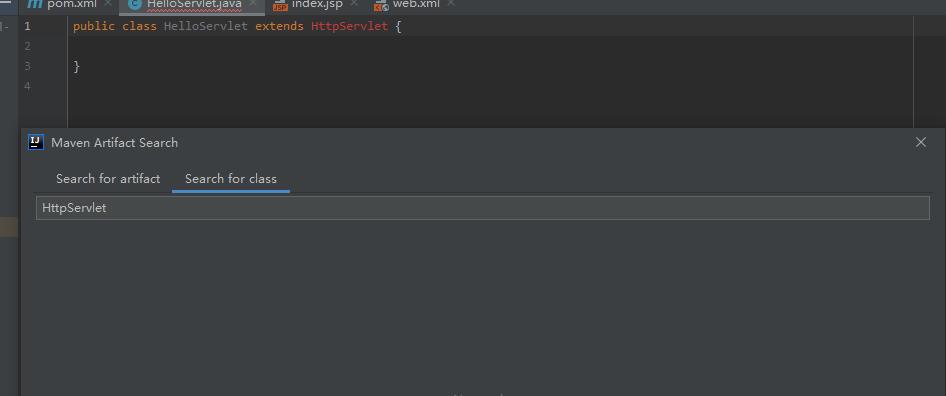 pom.xml HelloServlet.java index.jsp web.xml
1 public class HelloServlet extends HttpServlet {
2
3 }
4
Maven Artifact Search
Search for artifact Search for class
HttpServlet